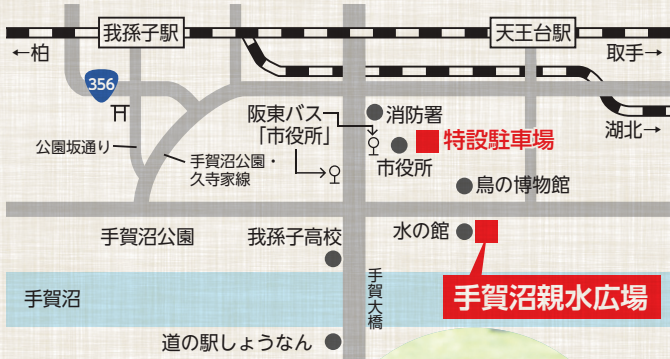 我孫子駅
天王台駅
←柏
取手→
356
阪東バス
「市役所」
消防署
特設駐車場
湖北→
公園坂通り
手賀沼公園・
久寺家線
市役所
鳥の博物館
手賀沼公園
我孫子高校
水の館
手賀沼
手賀大橋
手賀沼親水広場
道の駅しょうなん